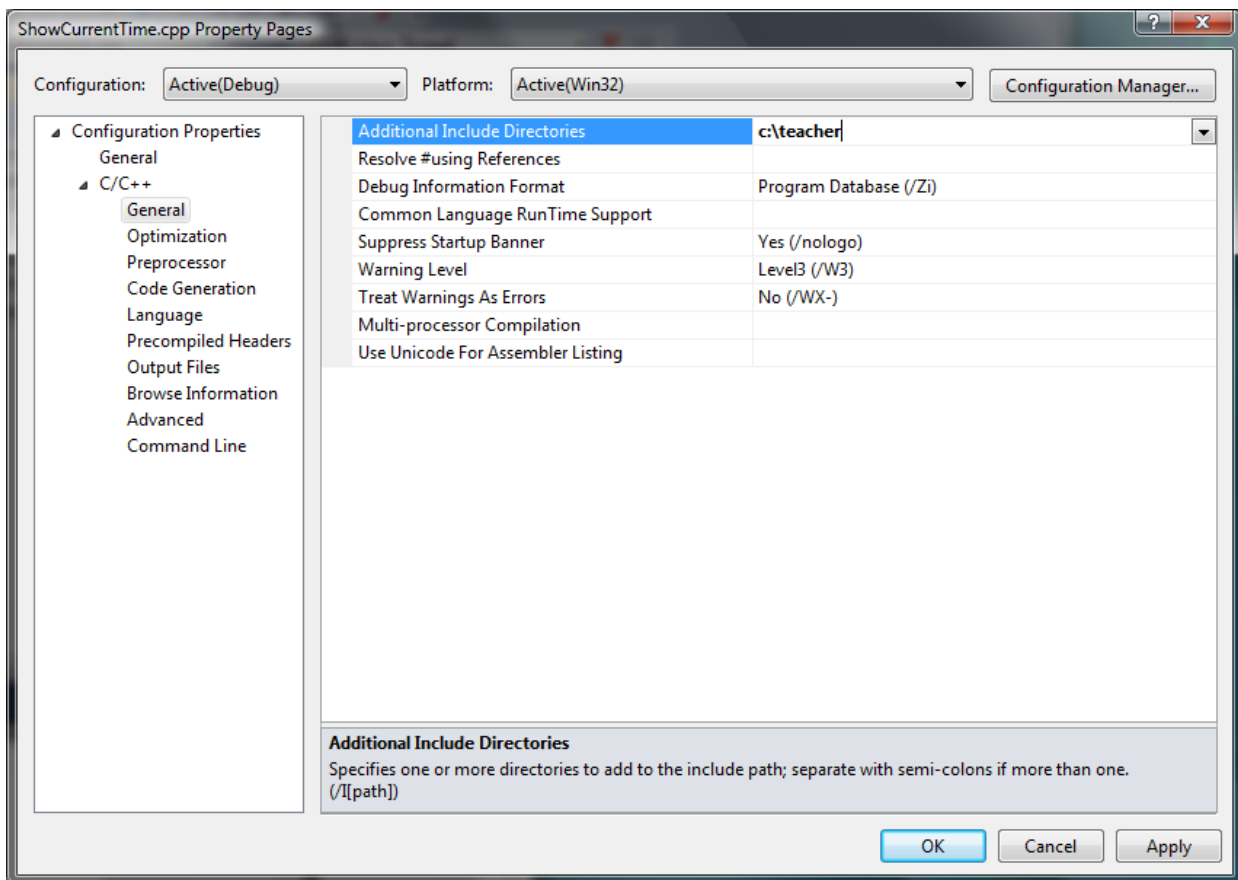 ShowCurrentTime.cpp Property Pages
?
X
Configuration: Active(Debug) Platform: Active(Win32) Configuration Manager...
Configuration Properties
General
C/C++
General
Optimization
Preprocessor
Code Generation
Language
Precompiled Headers
Output Files
Browse Information
Advanced
Command Line
Additional Include Directories c:\teacher
Resolve #using References
Debug Information Format Program Database (/Zi)
Common Language RunTime Support
Suppress Startup Banner Yes (/nologo)
Warning Level Level3 (/W3)
Treat Warnings As Errors No (/WX-)
Multi-processor Compilation
Use Unicode For Assembler Listing
Additional Include Directories
Specifies one or more directories to add to the include path; separate with semi-colons if more than one.
(/I[path])
OK Cancel Apply